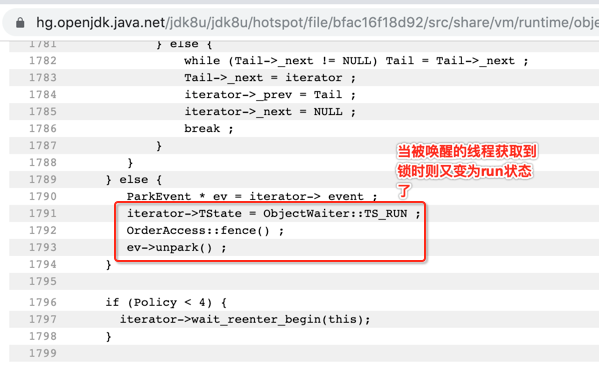 hg.openjdk.java.net/jdk8u/jdk8u/hotspot/file/bfac16f18d92/src/share/vm/runtime/obje
1781 } else {
1782 while (Tail->_next != NULL) Tail = Tail->_next ;
1783 Tail->_next = iterator ;
1784 iterator->_prev = Tail ;
1785 iterator->_next = NULL ;
1786 break ;
1787 }
1788 }
当被唤醒的线程获取到
锁时则又变为run状态
了
1789 } else {
1790 ParkEvent * ev = iterator->_event ;
1791 iterator->TState = ObjectWaiter::TS_RUN ;
1792 OrderAccess::fence() ;
1793 ev->unpark() ;
1794 }
1795
1796 if (Policy < 4) {
1797 iterator->wait_reenter_begin(this);
1798 }
1799